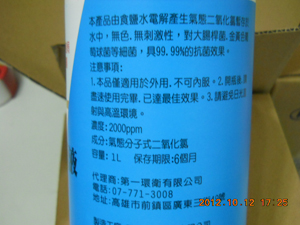 本產品由食鹽水電解產生氣態二氧化氯
水中,無色.無刺激性,對大腸桿菌.金黃色葡
萄球菌等細菌,具99.99%的抗菌效果。
注意事項:
1.本品僅適用於外用.不可內服。2.開瓶後.
盡速使用完畢.已達最佳效果。3.請避免
射與高溫環境。
濃度:2000ppm
成分:氣態分子式二氧化氯
容量:1L 保存期限:6個月
液
代理商:第一環衛有限公司
電話:07-771-3008
地址:高雄市前鎮區廣東三街
2012.10.12 17:25